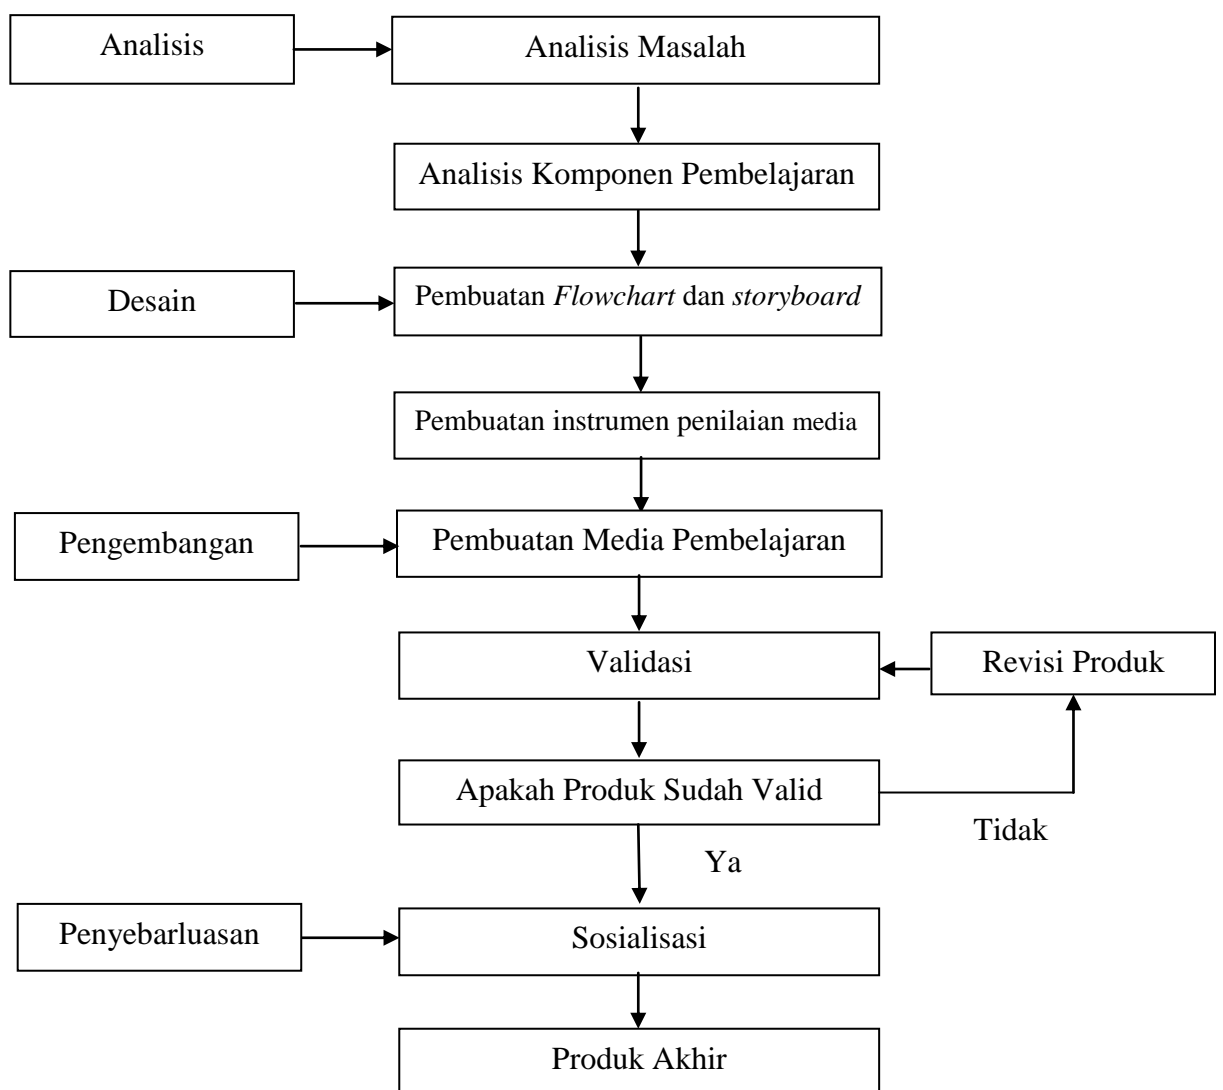 Analisis
Analisis Masalah
Analisis Komponen Pembelajaran
Desain
Pembuatan Flowchart dan storyboard
Pembuatan instrumen penilaian media
Pengembangan
Pembuatan Media Pembelajaran
Validasi
Revisi Produk
Apakah Produk Sudah Valid
Tidak
Ya
Penyebarluasan
Sosialisasi
Produk Akhir